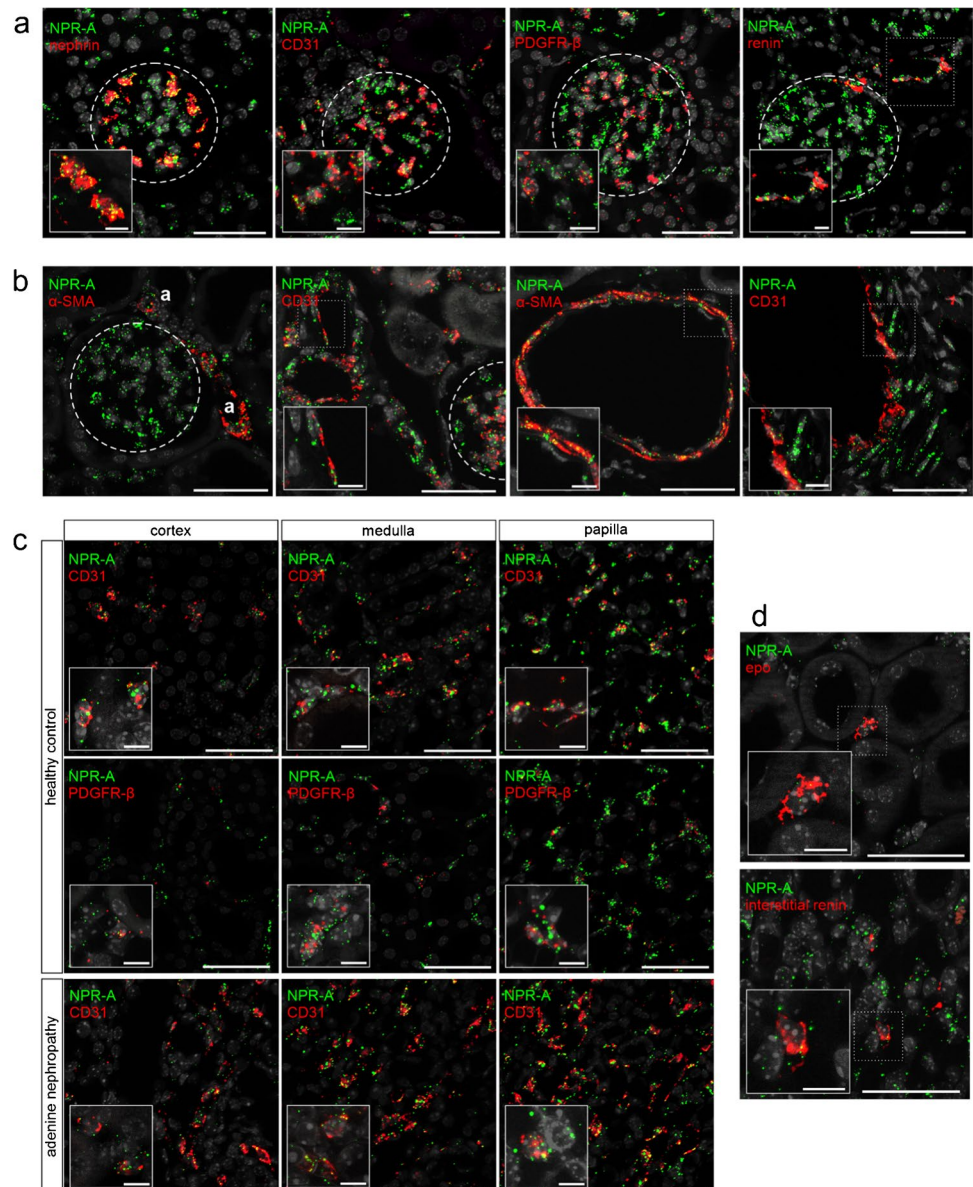 a
NPR-A
nephrin
NPR-A
CD31
NPR-A
PDGFR-β
NPR-A
renin
b
NPR-A
α-SMA
a
a
NPR-A
CD31
NPR-A
α-SMA
NPR-A
CD31
c
cortex
medulla
papilla
healthy control
NPR-A
CD31
NPR-A
CD31
NPR-A
CD31
NPR-A
PDGFR-β
NPR-A
PDGFR-β
NPR-A
PDGFR-β
adenine nephropathy
NPR-A
CD31
NPR-A
CD31
NPR-A
CD31
d
NPR-A
epo
NPR-A
interstitial renin